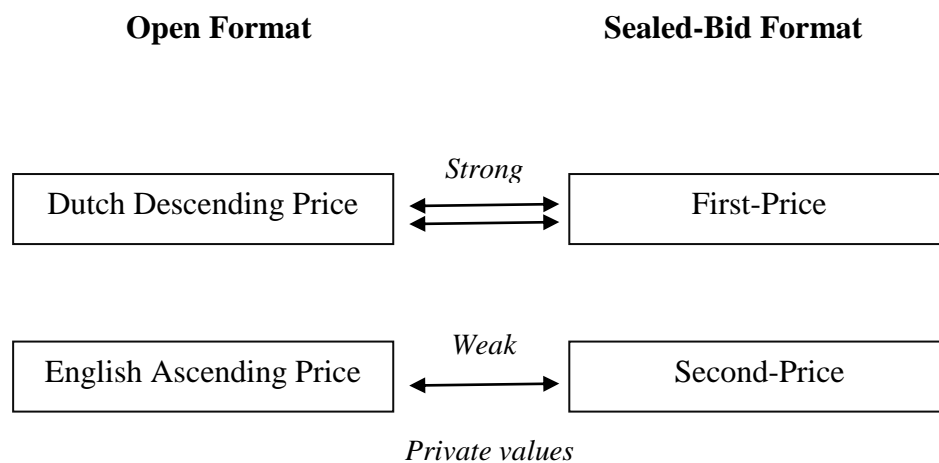 Open Format
Sealed-Bid Format
Strong
Dutch Descending Price
First-Price
Weak
English Ascending Price
Second-Price
Private values